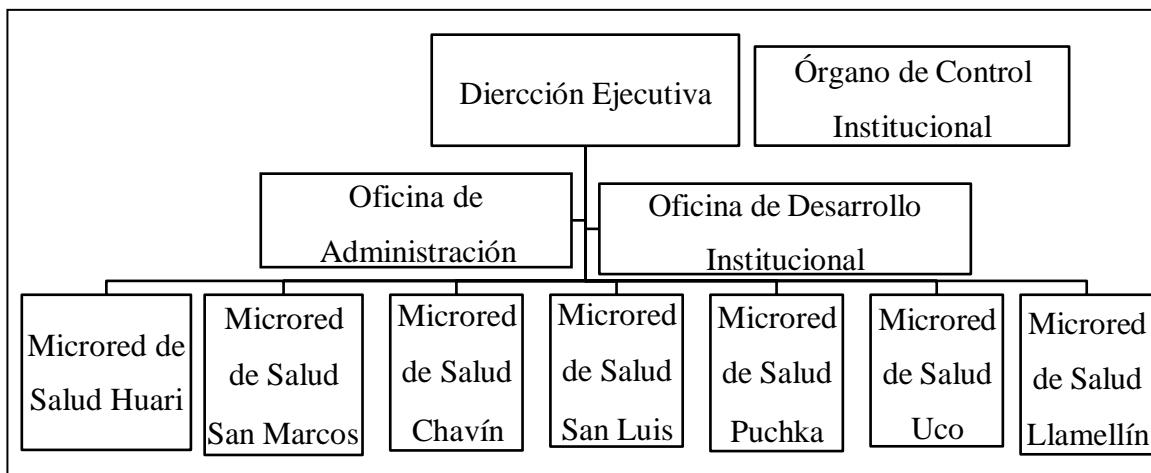 Diercción Ejecutiva
Órgano de Control
Institucional
Oficina de
Administración
Oficina de Desarrollo
Institucional
Microred de
Salud Huari
Microred
de Salud
San Marcos
Microred
de Salud
Chavín
Microred
de Salud
San Luis
Microred
de Salud
Puchka
Microred
de Salud
Uco
Microred
de Salud
Llamellín